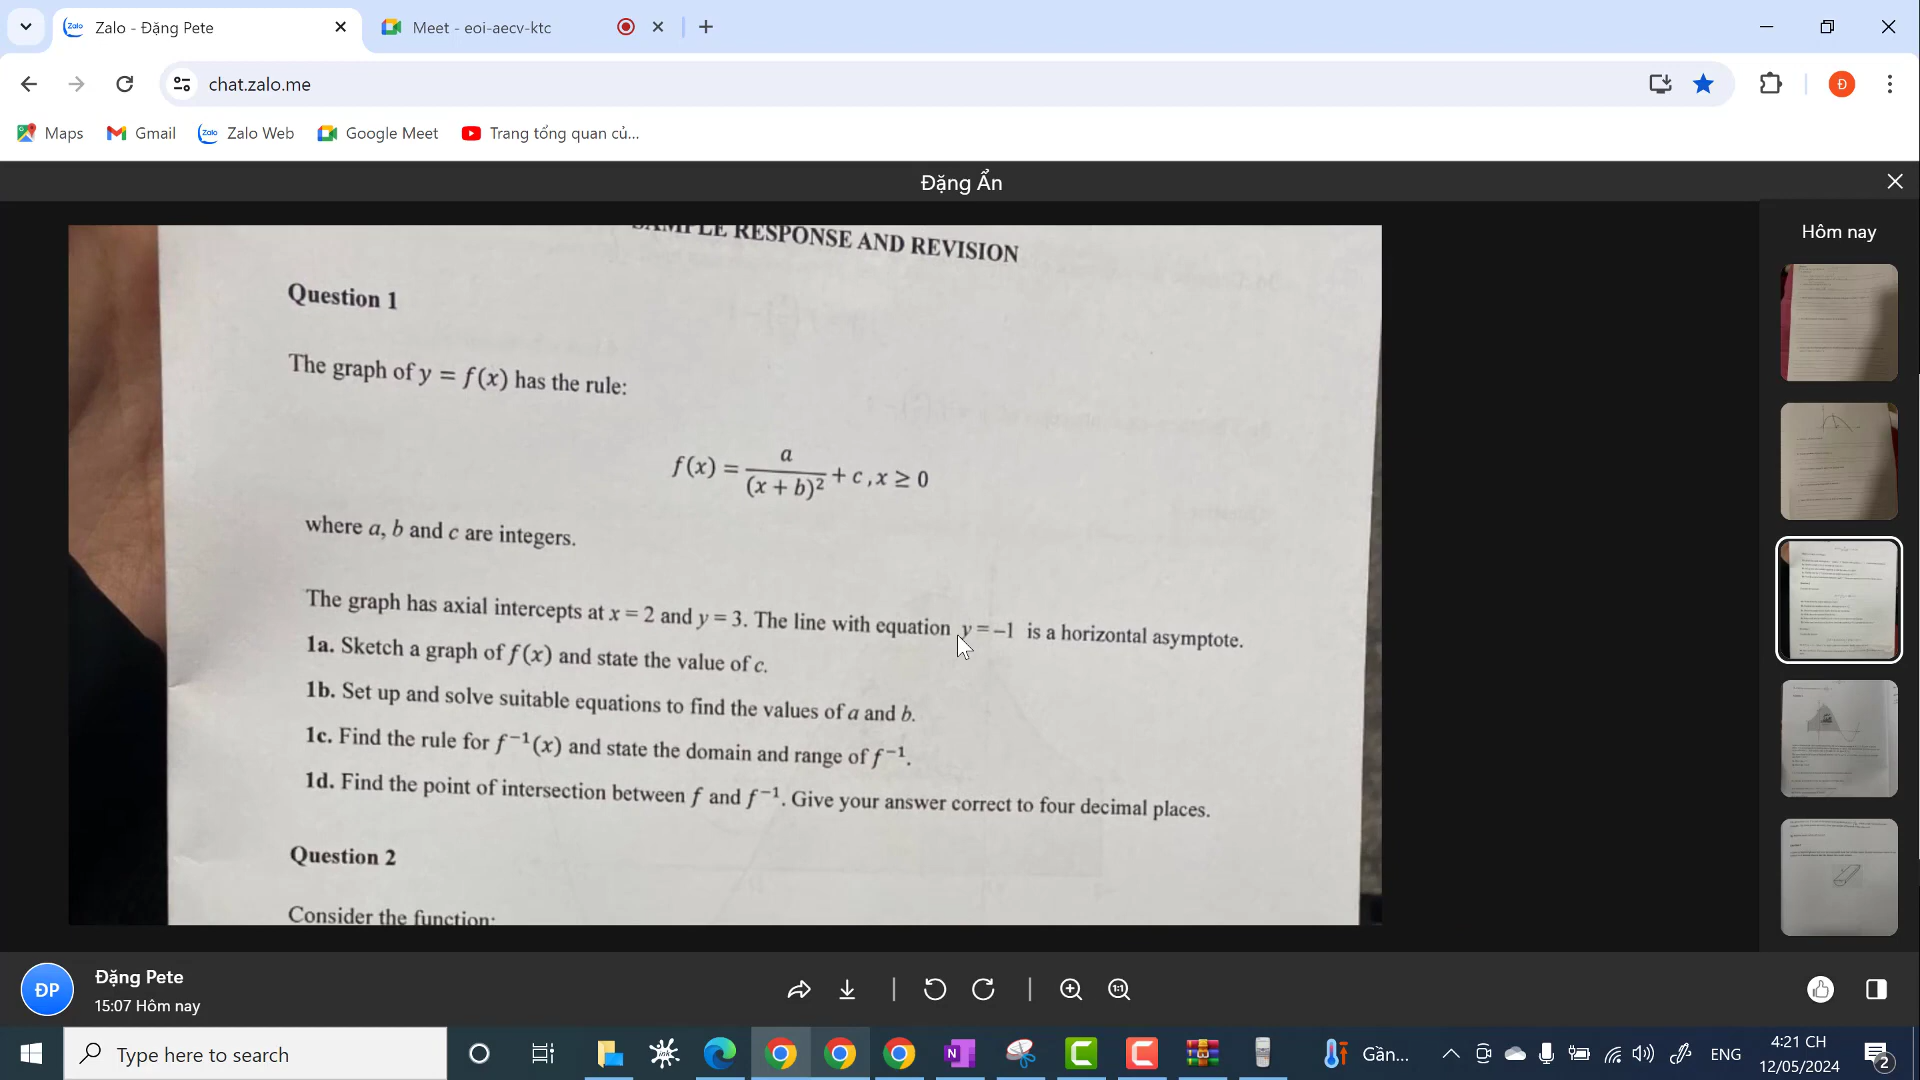 Zalo - Đặng Pete
Meet - eoi-aecv-ktc
chat.zalo.me
Đ
Maps
Gmail
Zalo Web
Google Meet
Trang tổng quan củ...
Đặng Ẩn
Hôm nay
SAMPLE RESPONSE AND REVISION
Question 1
The graph of y = f(x) has the rule:
f(x) = a/(x + b)² + c , x ≥ 0
where a, b and c are integers.
The graph has axial intercepts at x = 2 and y = 3. The line with equation y = −1 is a horizontal asymptote.
1a. Sketch a graph of f(x) and state the value of c.
1b. Set up and solve suitable equations to find the values of a and b.
1c. Find the rule for f⁻¹(x) and state the domain and range of f⁻¹.
1d. Find the point of intersection between f and f⁻¹. Give your answer correct to four decimal places.
Question 2
Consider the function:
ĐP
Đặng Pete
15:07 Hôm nay
1:1
Type here to search
ink
N
Gần...
ENG
4:21 CH
12/05/2024
2